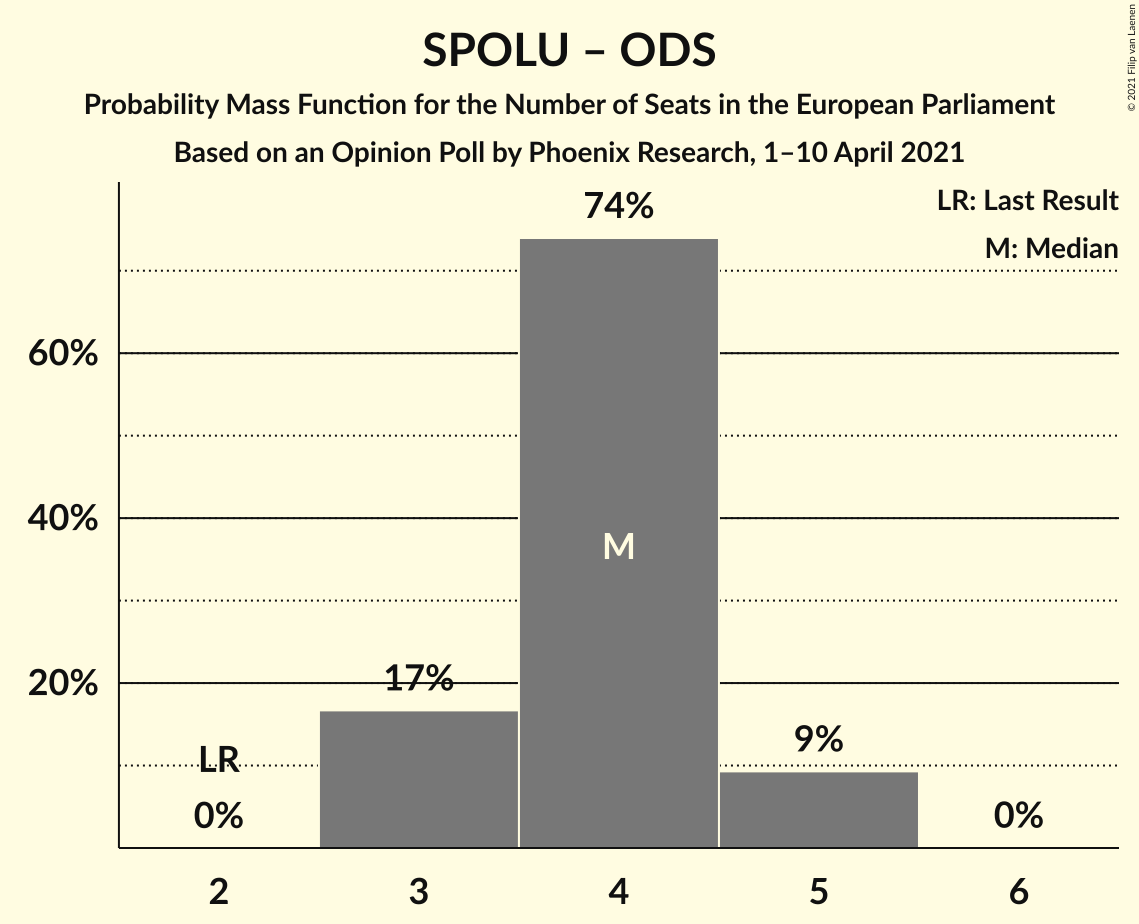 SPOLU – ODS
Probability Mass Function for the Number of Seats in the European Parliament
Based on an Opinion Poll by Phoenix Research, 1–10 April 2021
© 2021 Filip van Laenen
LR: Last Result
M: Median
74%
60%
40%
M
20%
17%
LR
9%
0%
0%
2
3
4
5
6